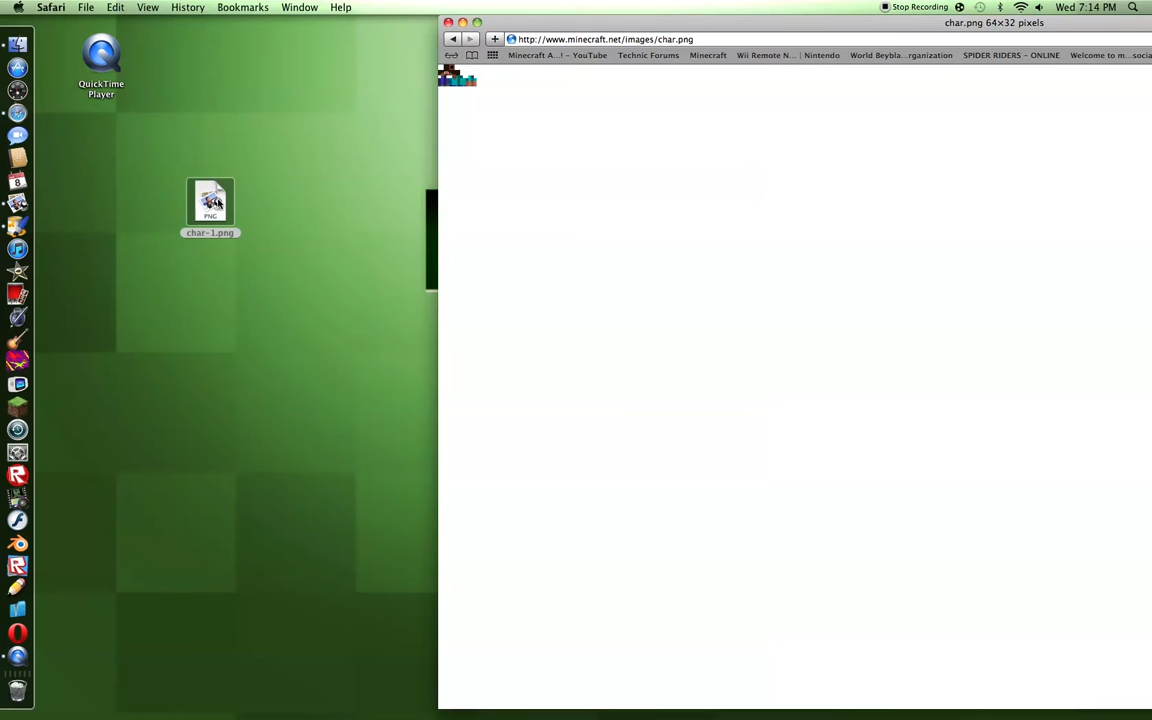 Safari File Edit View History Bookmarks Window Help Stop Recording Wed 7:14 PM
char.png 64×32 pixels
http://www.minecraft.net/images/char.png
Minecraft A...! – YouTube Technic Forums Minecraft Wii Remote N... | Nintendo World Beybla...rganization SPIDER RIDERS – ONLINE Welcome to m...socia
QuickTime
Player
8
PNG
char-1.png